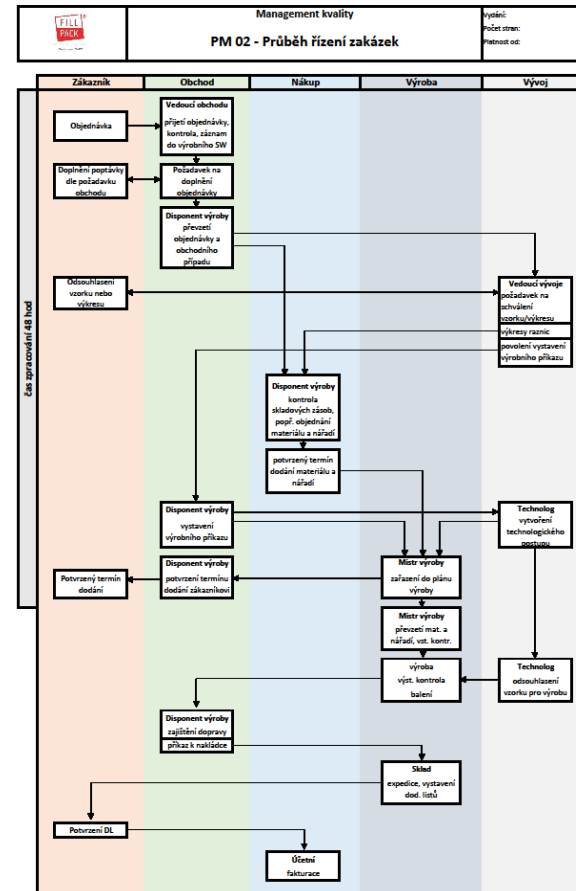 FILL
PACK
Management kvality
PM 02 - Průběh řízení zakázek
Vydání:
Počet stran:
Platnost od:
Zákazník
Obchod
Nákup
Výroba
Vývoj
čas zpracování 48 hod
Objednávka
Vedoucí obchodu
přijetí objednávky,
kontrola, záznam
do výrobního SW
Doplnění poptávky
dle požadavku
obchodu
Požadavek na
doplnění
objednávky
Disponent výroby
převzetí
objednávky a
obchodního
případu
Odsouhlasení
vzorku nebo
výkresu
Vedoucí vývoje
požadavek na
schválení
vzorku/výkresu
výkresy raznic
povolení vystavení
výrobního příkazu
Disponent výroby
kontrola
skladových zásob,
popř. objednání
materiálu a nářadí
potvrzený termín
dodání materiálu a
nářadí
Disponent výroby
vystavení
výrobního příkazu
Technolog
vytvoření
technologického
postupu
Potvrzený termín
dodání
Disponent výroby
potvrzení termínu
dodání zákazníkovi
Mistr výroby
zařazení do plánu
výroby
Mistr výroby
převzetí mat. a
nářadí, vst. kontr.
výroba
výst. kontrola
balení
Technolog
odsouhlasení
vzorku pro výrobu
Disponent výroby
zajištění dopravy
příkaz k nakládce
Sklad
expedice, vystavení
dod. listů
Potvrzení DL
Účetní
fakturace